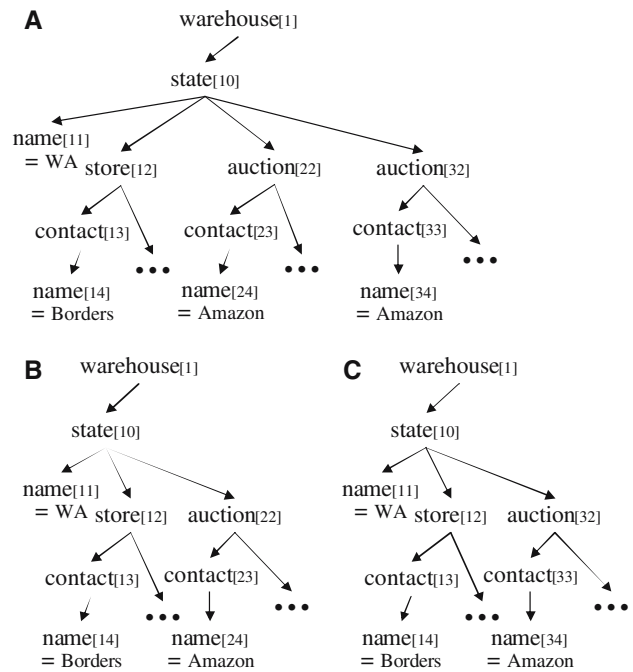 A
warehouse[1]
state[10]
name[11]
= WA
store[12]
auction[22]
auction[32]
contact[13]
contact[23]
contact[33]
•••
•••
•••
name[14]
= Borders
name[24]
= Amazon
name[34]
= Amazon
B
warehouse[1]
state[10]
name[11]
= WA
store[12]
auction[22]
contact[13]
contact[23]
•••
•••
name[14]
= Borders
name[24]
= Amazon
C
warehouse[1]
state[10]
name[11]
= WA
store[12]
auction[32]
contact[13]
contact[33]
•••
•••
name[14]
= Borders
name[34]
= Amazon